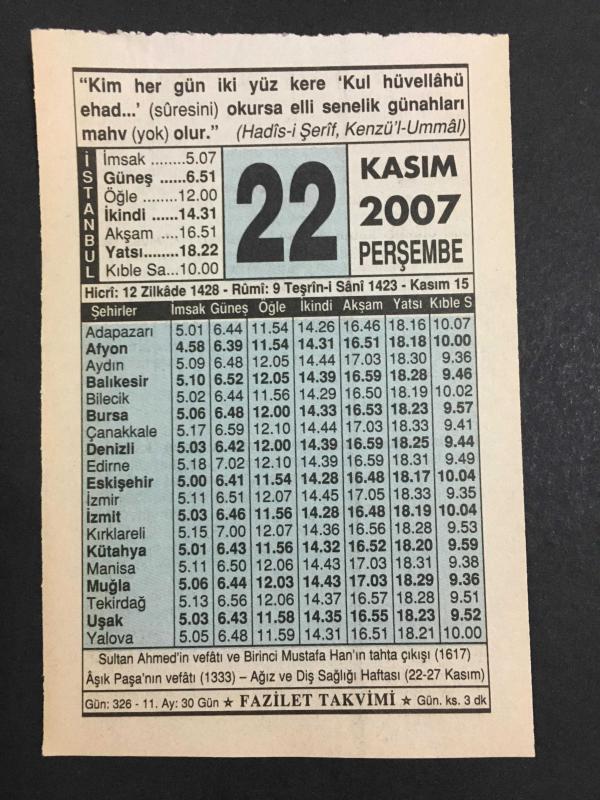 “Kim her gün iki yüz kere ‘Kul hüvellâhü
ehad...’ (sûresini) okursa elli senelik günahları
mahv (yok) olur.” (Hadîs-i Şerîf, Kenzü’l-Ummâl)
İSTANBUL
İmsak ........5.07
Güneş ......6.51
Öğle ........12.00
İkindi ......14.31
Akşam ....16.51
Yatsı........18.22
Kıble Sa...10.00
22
KASIM
2007
PERŞEMBE
Hicrî: 12 Zilkâde 1428 - Rûmî: 9 Teşrîn-i Sânî 1423 - Kasım 15
Şehirler İmsak Güneş Öğle İkindi Akşam Yatsı Kıble S
Adapazarı 5.01 6.44 11.54 14.26 16.46 18.16 10.07
Afyon 4.58 6.39 11.54 14.31 16.51 18.18 10.00
Aydın 5.09 6.48 12.05 14.44 17.03 18.30 9.36
Balıkesir 5.10 6.52 12.05 14.39 16.59 18.28 9.46
Bilecik 5.02 6.44 11.56 14.29 16.50 18.19 10.02
Bursa 5.06 6.48 12.00 14.33 16.53 18.23 9.57
Çanakkale 5.17 6.59 12.10 14.44 17.03 18.33 9.41
Denizli 5.03 6.42 12.00 14.39 16.59 18.25 9.44
Edirne 5.18 7.02 12.10 14.39 16.59 18.31 9.49
Eskişehir 5.00 6.41 11.54 14.28 16.48 18.17 10.04
İzmir 5.11 6.51 12.07 14.45 17.05 18.33 9.35
İzmit 5.03 6.46 11.56 14.28 16.48 18.19 10.04
Kırklareli 5.15 7.00 12.07 14.36 16.56 18.28 9.53
Kütahya 5.01 6.43 11.56 14.32 16.52 18.20 9.59
Manisa 5.11 6.50 12.06 14.43 17.03 18.31 9.38
Muğla 5.06 6.44 12.03 14.43 17.03 18.29 9.36
Tekirdağ 5.13 6.56 12.06 14.37 16.57 18.28 9.51
Uşak 5.03 6.43 11.58 14.35 16.55 18.23 9.52
Yalova 5.05 6.48 11.59 14.31 16.51 18.21 10.00
Sultan Ahmed’in vefâtı ve Birinci Mustafa Han’ın tahta çıkışı (1617)
Âşık Paşa’nın vefâtı (1333) – Ağız ve Diş Sağlığı Haftası (22-27 Kasım)
Gün: 326 - 11. Ay: 30 Gün ★ FAZİLET TAKVİMİ ★ Gün. ks. 3 dk